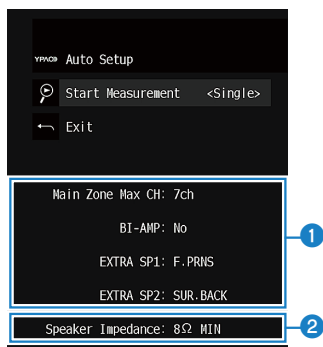 YPAO Auto Setup
Start Measurement <Single>
Exit
Main Zone Max CH: 7ch
BI-AMP: No
1
EXTRA SP1: F.PRNS
EXTRA SP2: SUR.BACK
Speaker Impedance: 8Ω MIN 2